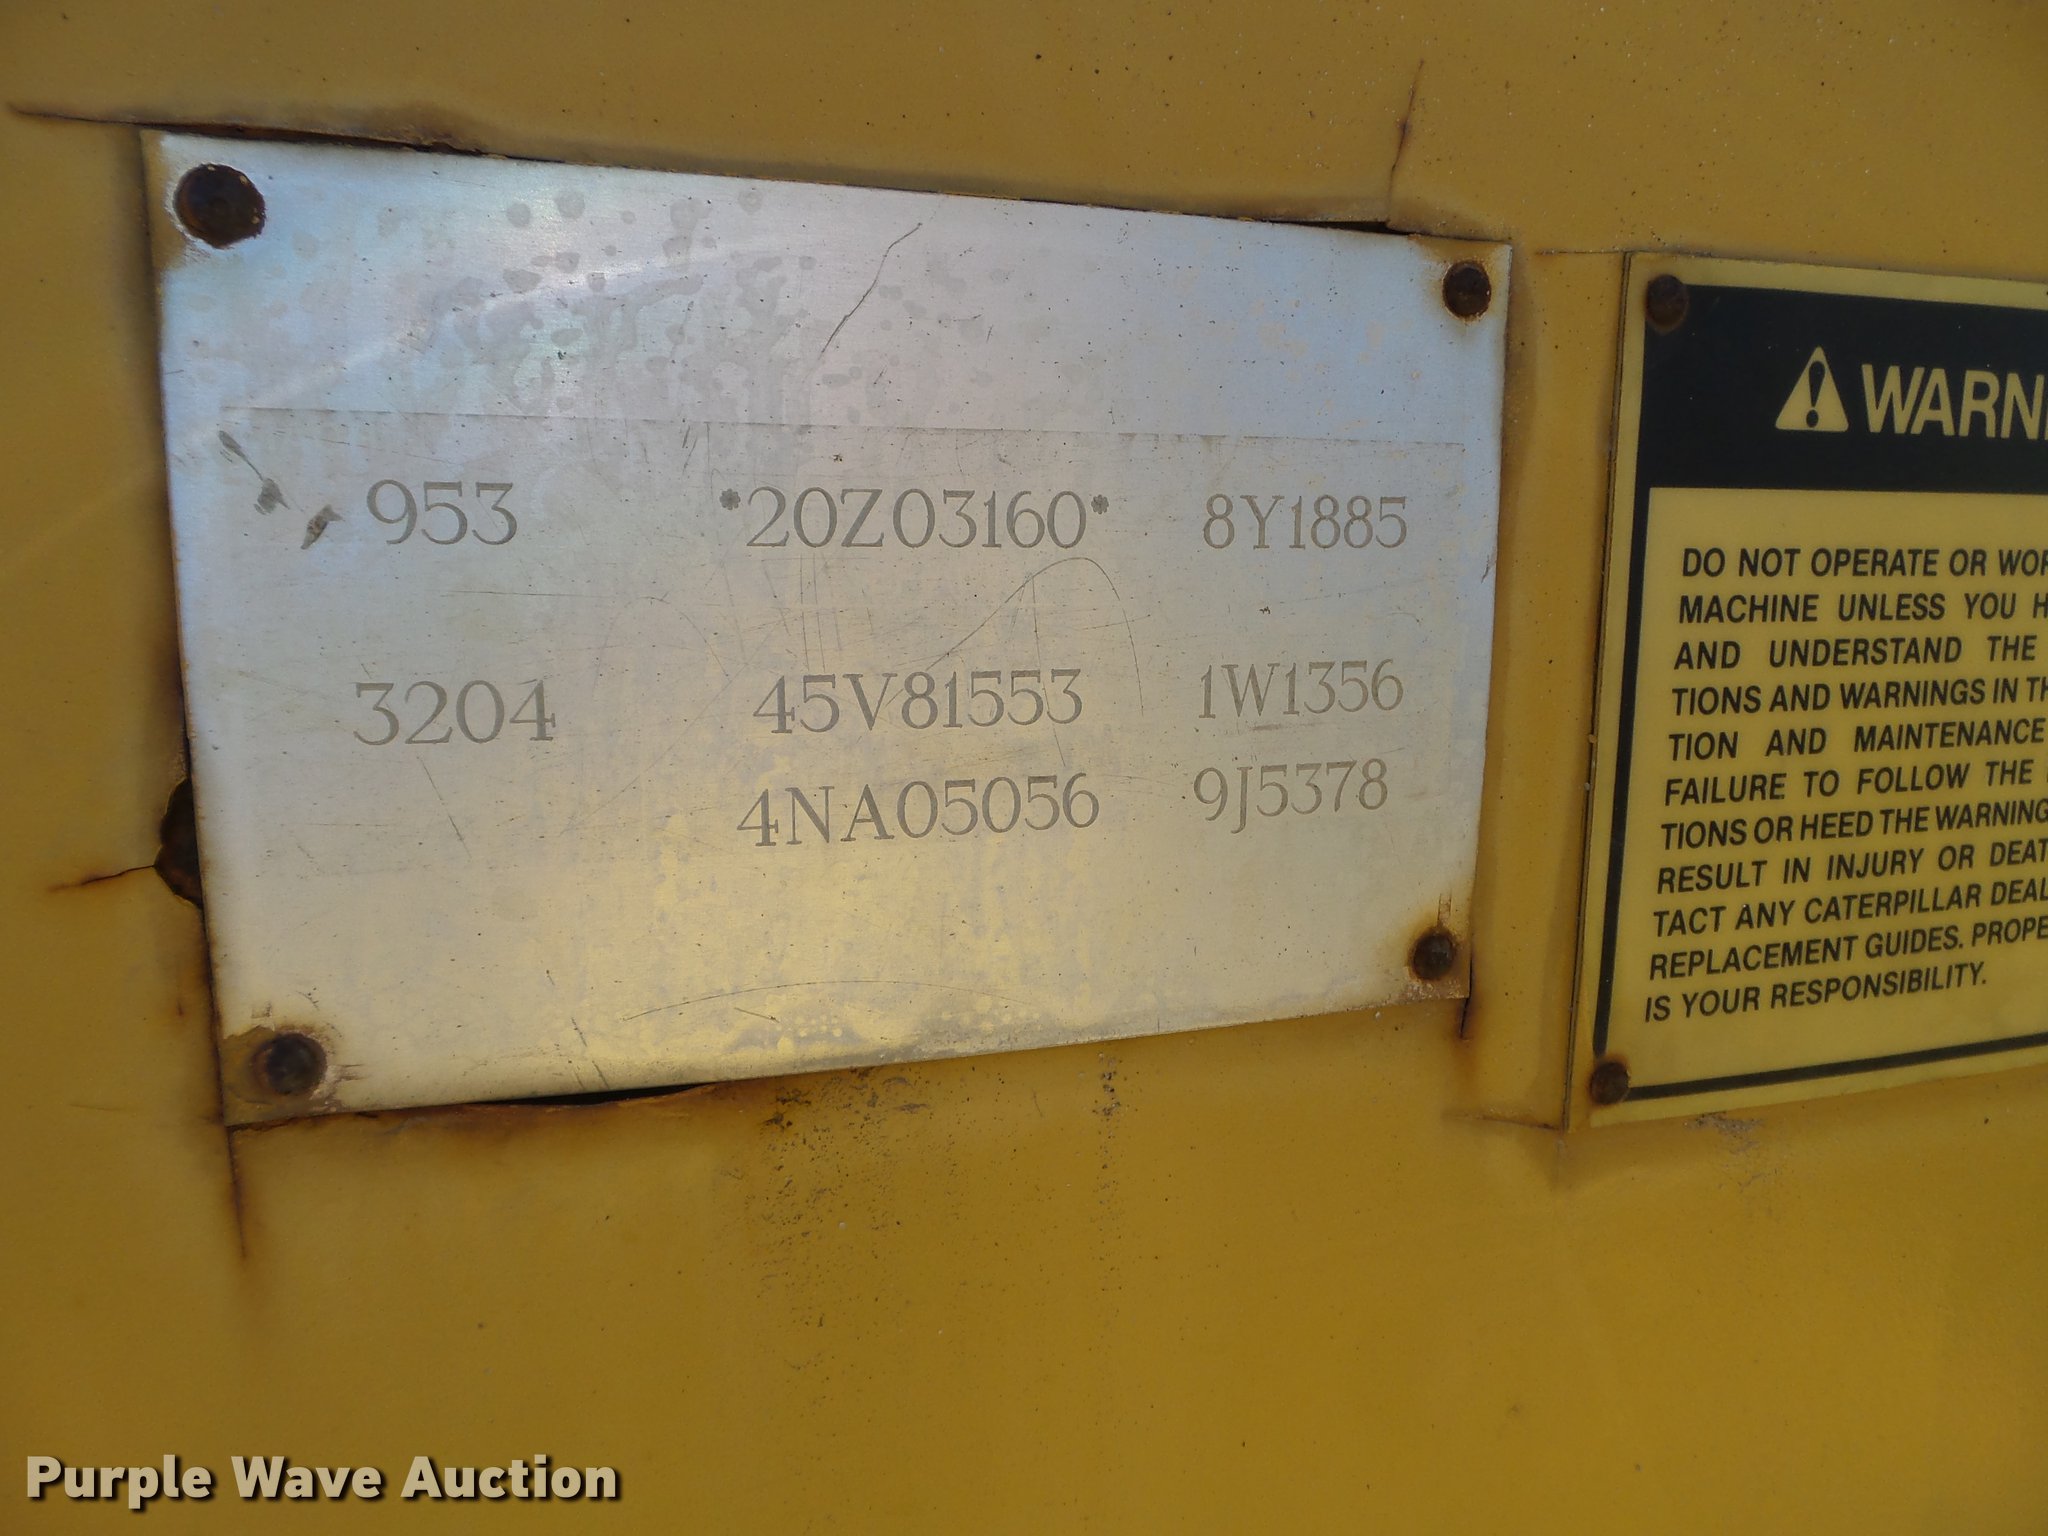 953 *20Z03160* 8Y1885
3204 45V81553 1W1356
4NA05056 9J5378
WARNI
DO NOT OPERATE OR WOR
MACHINE UNLESS YOU H
AND UNDERSTAND THE
TIONS AND WARNINGS IN TH
TION AND MAINTENANCE
FAILURE TO FOLLOW THE
TIONS OR HEED THE WARNING
RESULT IN INJURY OR DEAT
TACT ANY CATERPILLAR DEAL
REPLACEMENT GUIDES. PROPE
IS YOUR RESPONSIBILITY.
Purple Wave Auction